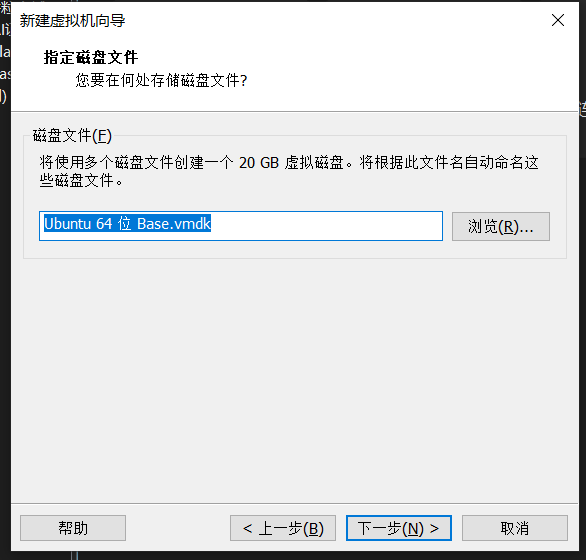 新建虚拟机向导
指定磁盘文件
您要在何处存储磁盘文件?
磁盘文件(F)
将使用多个磁盘文件创建一个 20 GB 虚拟磁盘。将根据此文件名自动命名这
些磁盘文件。
Ubuntu 64 位 Base.vmdk
浏览(R)...
帮助
< 上一步(B)
下一步(N) >
取消